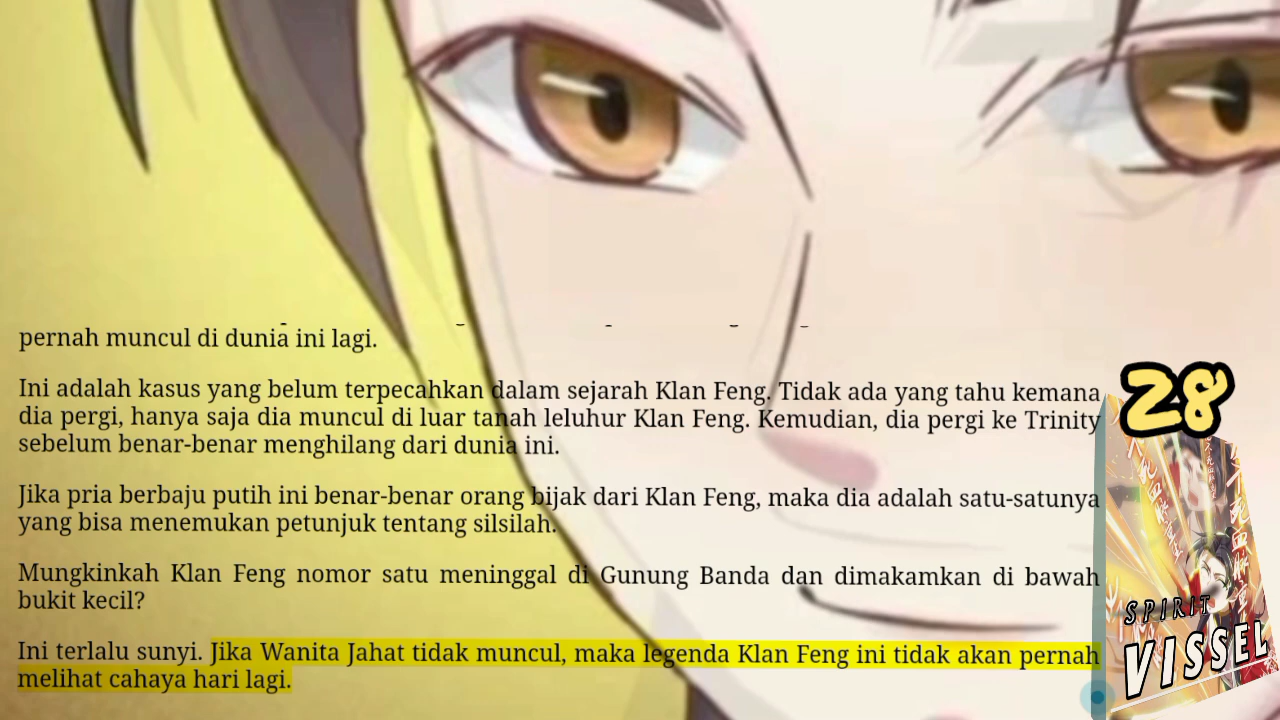 pernah muncul di dunia ini lagi.
Ini adalah kasus yang belum terpecahkan dalam sejarah Klan Feng. Tidak ada yang tahu kemana
dia pergi, hanya saja dia muncul di luar tanah leluhur Klan Feng. Kemudian, dia pergi ke Trinity
sebelum benar-benar menghilang dari dunia ini.
Jika pria berbaju putih ini benar-benar orang bijak dari Klan Feng, maka dia adalah satu-satunya
yang bisa menemukan petunjuk tentang silsilah.
Mungkinkah Klan Feng nomor satu meninggal di Gunung Banda dan dimakamkan di bawah
bukit kecil?
Ini terlalu sunyi. Jika Wanita Jahat tidak muncul, maka legenda Klan Feng ini tidak akan pernah
melihat cahaya hari lagi.
28
SPIRIT
VISSEL